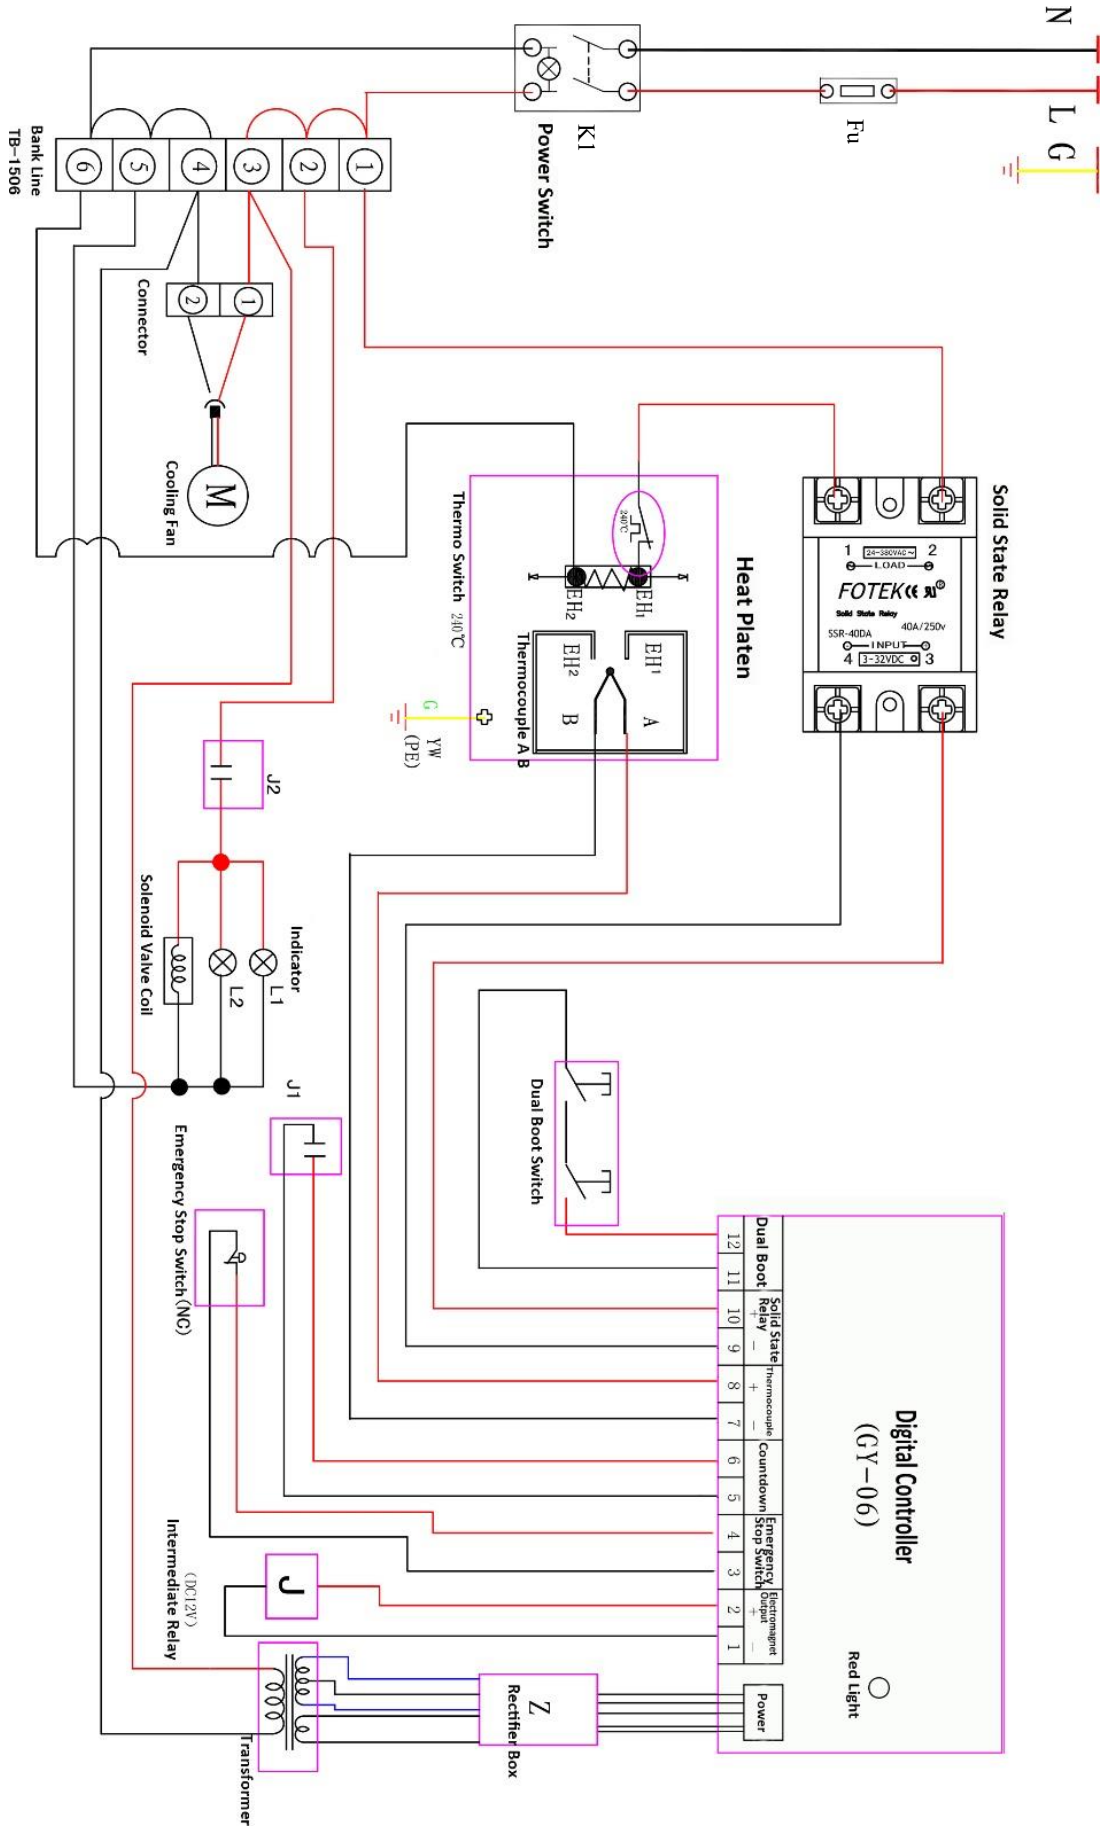 N
L
G
Fu
K1
Power Switch
Bank Line
TB-1506
6
5
4
3
2
1
Connector
2
1
M
Cooling Fan
Solid State Relay
1
24-380VAC ~
2
LOAD
FOTEK CE
®
Solid State Relay
SSR-40DA
40A/250v
INPUT
4
3-32VDC
3
Heat Platen
240℃
EH1
EH2
EH1
EH2
A
B
Thermo Switch 240℃
Thermocouple A B
G
YW
(PE)
J2
Indicator
L1
L2
Solenoid Valve Coil
J1
Emergency Stop Switch(NC)
Dual Boot Switch
Digital Controller
(GY-06)
Red Light
Dual Boot
12
11
Solid State
Relay
+
−
10
9
Thermocouple
+
−
8
7
Countdown
6
5
Emergency
Stop Switch
4
3
Electromagnet
Output
+
−
2
1
Power
J
(DC12V)
Intermediate Relay
Transformer
Z
Rectifier Box